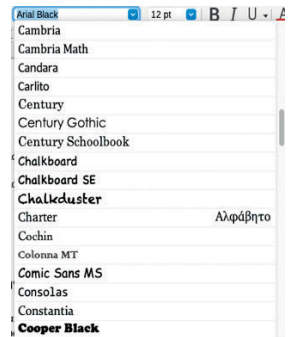 Arial Black 12 pt B I U A
Cambria
Cambria Math
Candara
Carlito
Century
Century Gothic
Century Schoolbook
Chalkboard
Chalkboard SE
Chalkduster
Charter Αλφάβητο
Cochin
Colonna MT
Comic Sans MS
Consolas
Constantia
Cooper Black